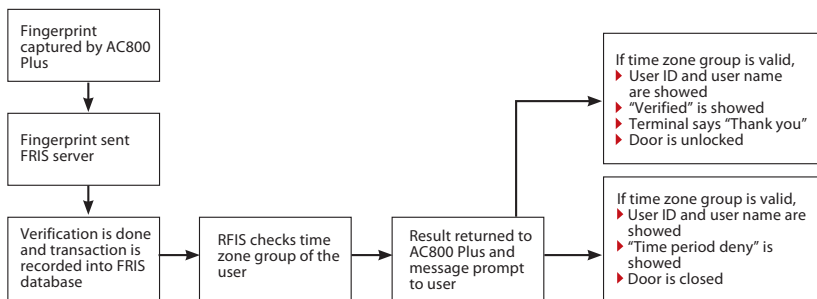 Fingerprint
captured by AC800
Plus
Fingerprint sent
FRIS server
Verification is done
and transaction is
recorded into FRIS
database
RFIS checks time
zone group of the
user
Result returned to
AC800 Plus and
message prompt
to user
If time zone group is valid,
User ID and user name
are showed
“Verified” is showed
Terminal says “Thank you”
Door is unlocked
If time zone group is valid,
User ID and user name are
showed
“Time period deny” is
showed
Door is closed